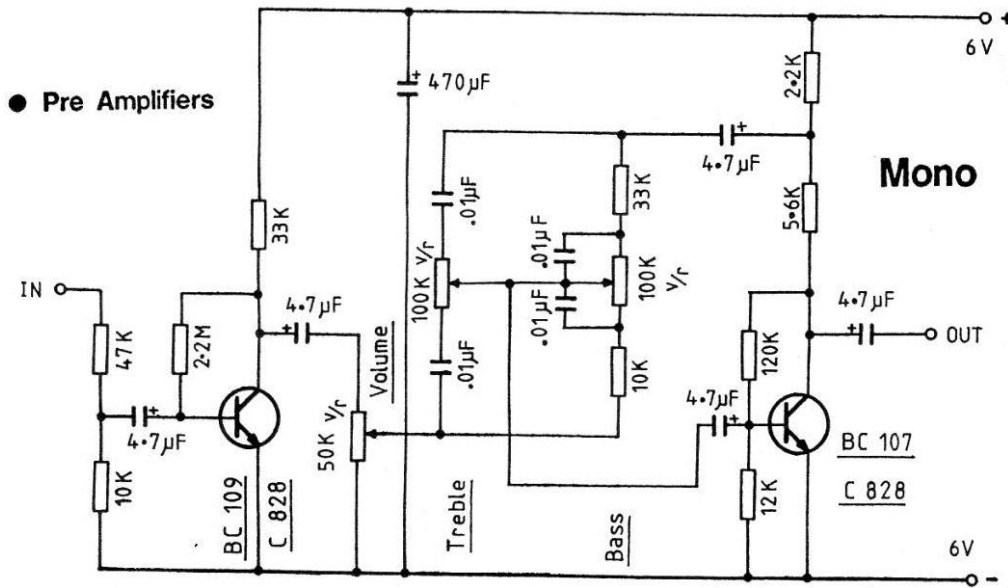 ● Pre Amplifiers
Mono
+
6V
2·2K
470µF
4·7µF
5·6K
33K
.01µF
33K
IN
.01µF
100K V/r
.01µF
100K V/r
47K
2·2M
4·7µF
Volume
.01µF
10K
120K
4·7µF
OUT
4·7µF
50K V/r
4·7µF
BC 107
C 828
10K
BC 109
C 828
Treble
Bass
12K
6V
-